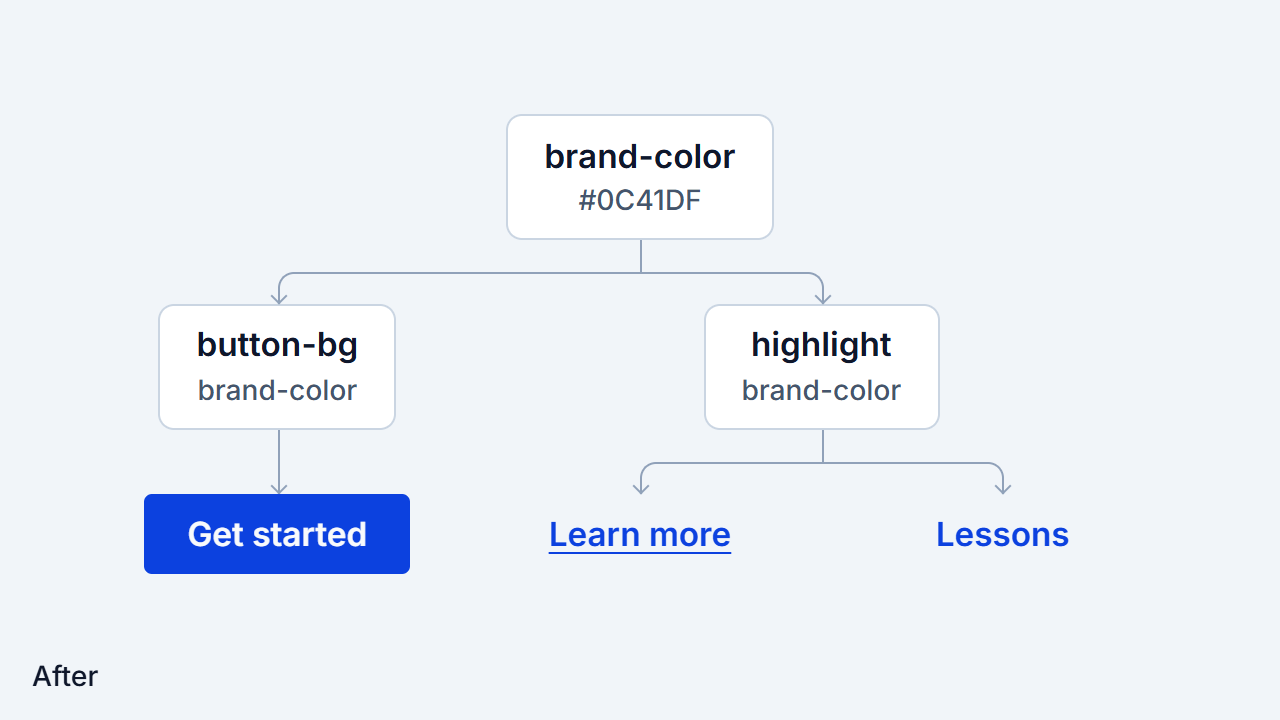 brand-color
#0C41DF
button-bg
brand-color
highlight
brand-color
Get started
Learn more
Lessons
After